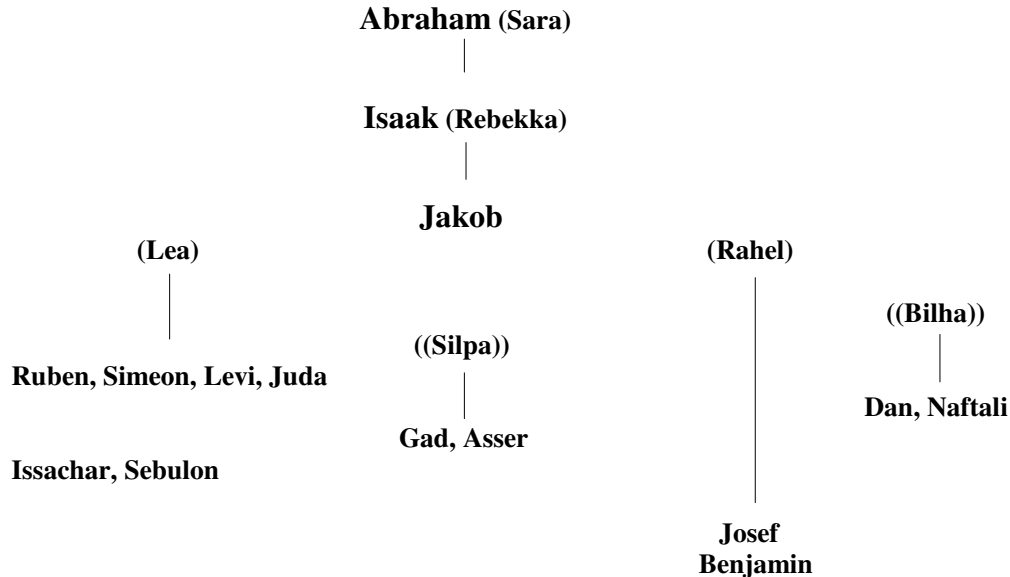 Abraham (Sara)
Isaak (Rebekka)
Jakob
(Lea)
(Rahel)
((Bilha))
((Silpa))
Ruben, Simeon, Levi, Juda
Dan, Naftali
Gad, Asser
Issachar, Sebulon
Josef
Benjamin